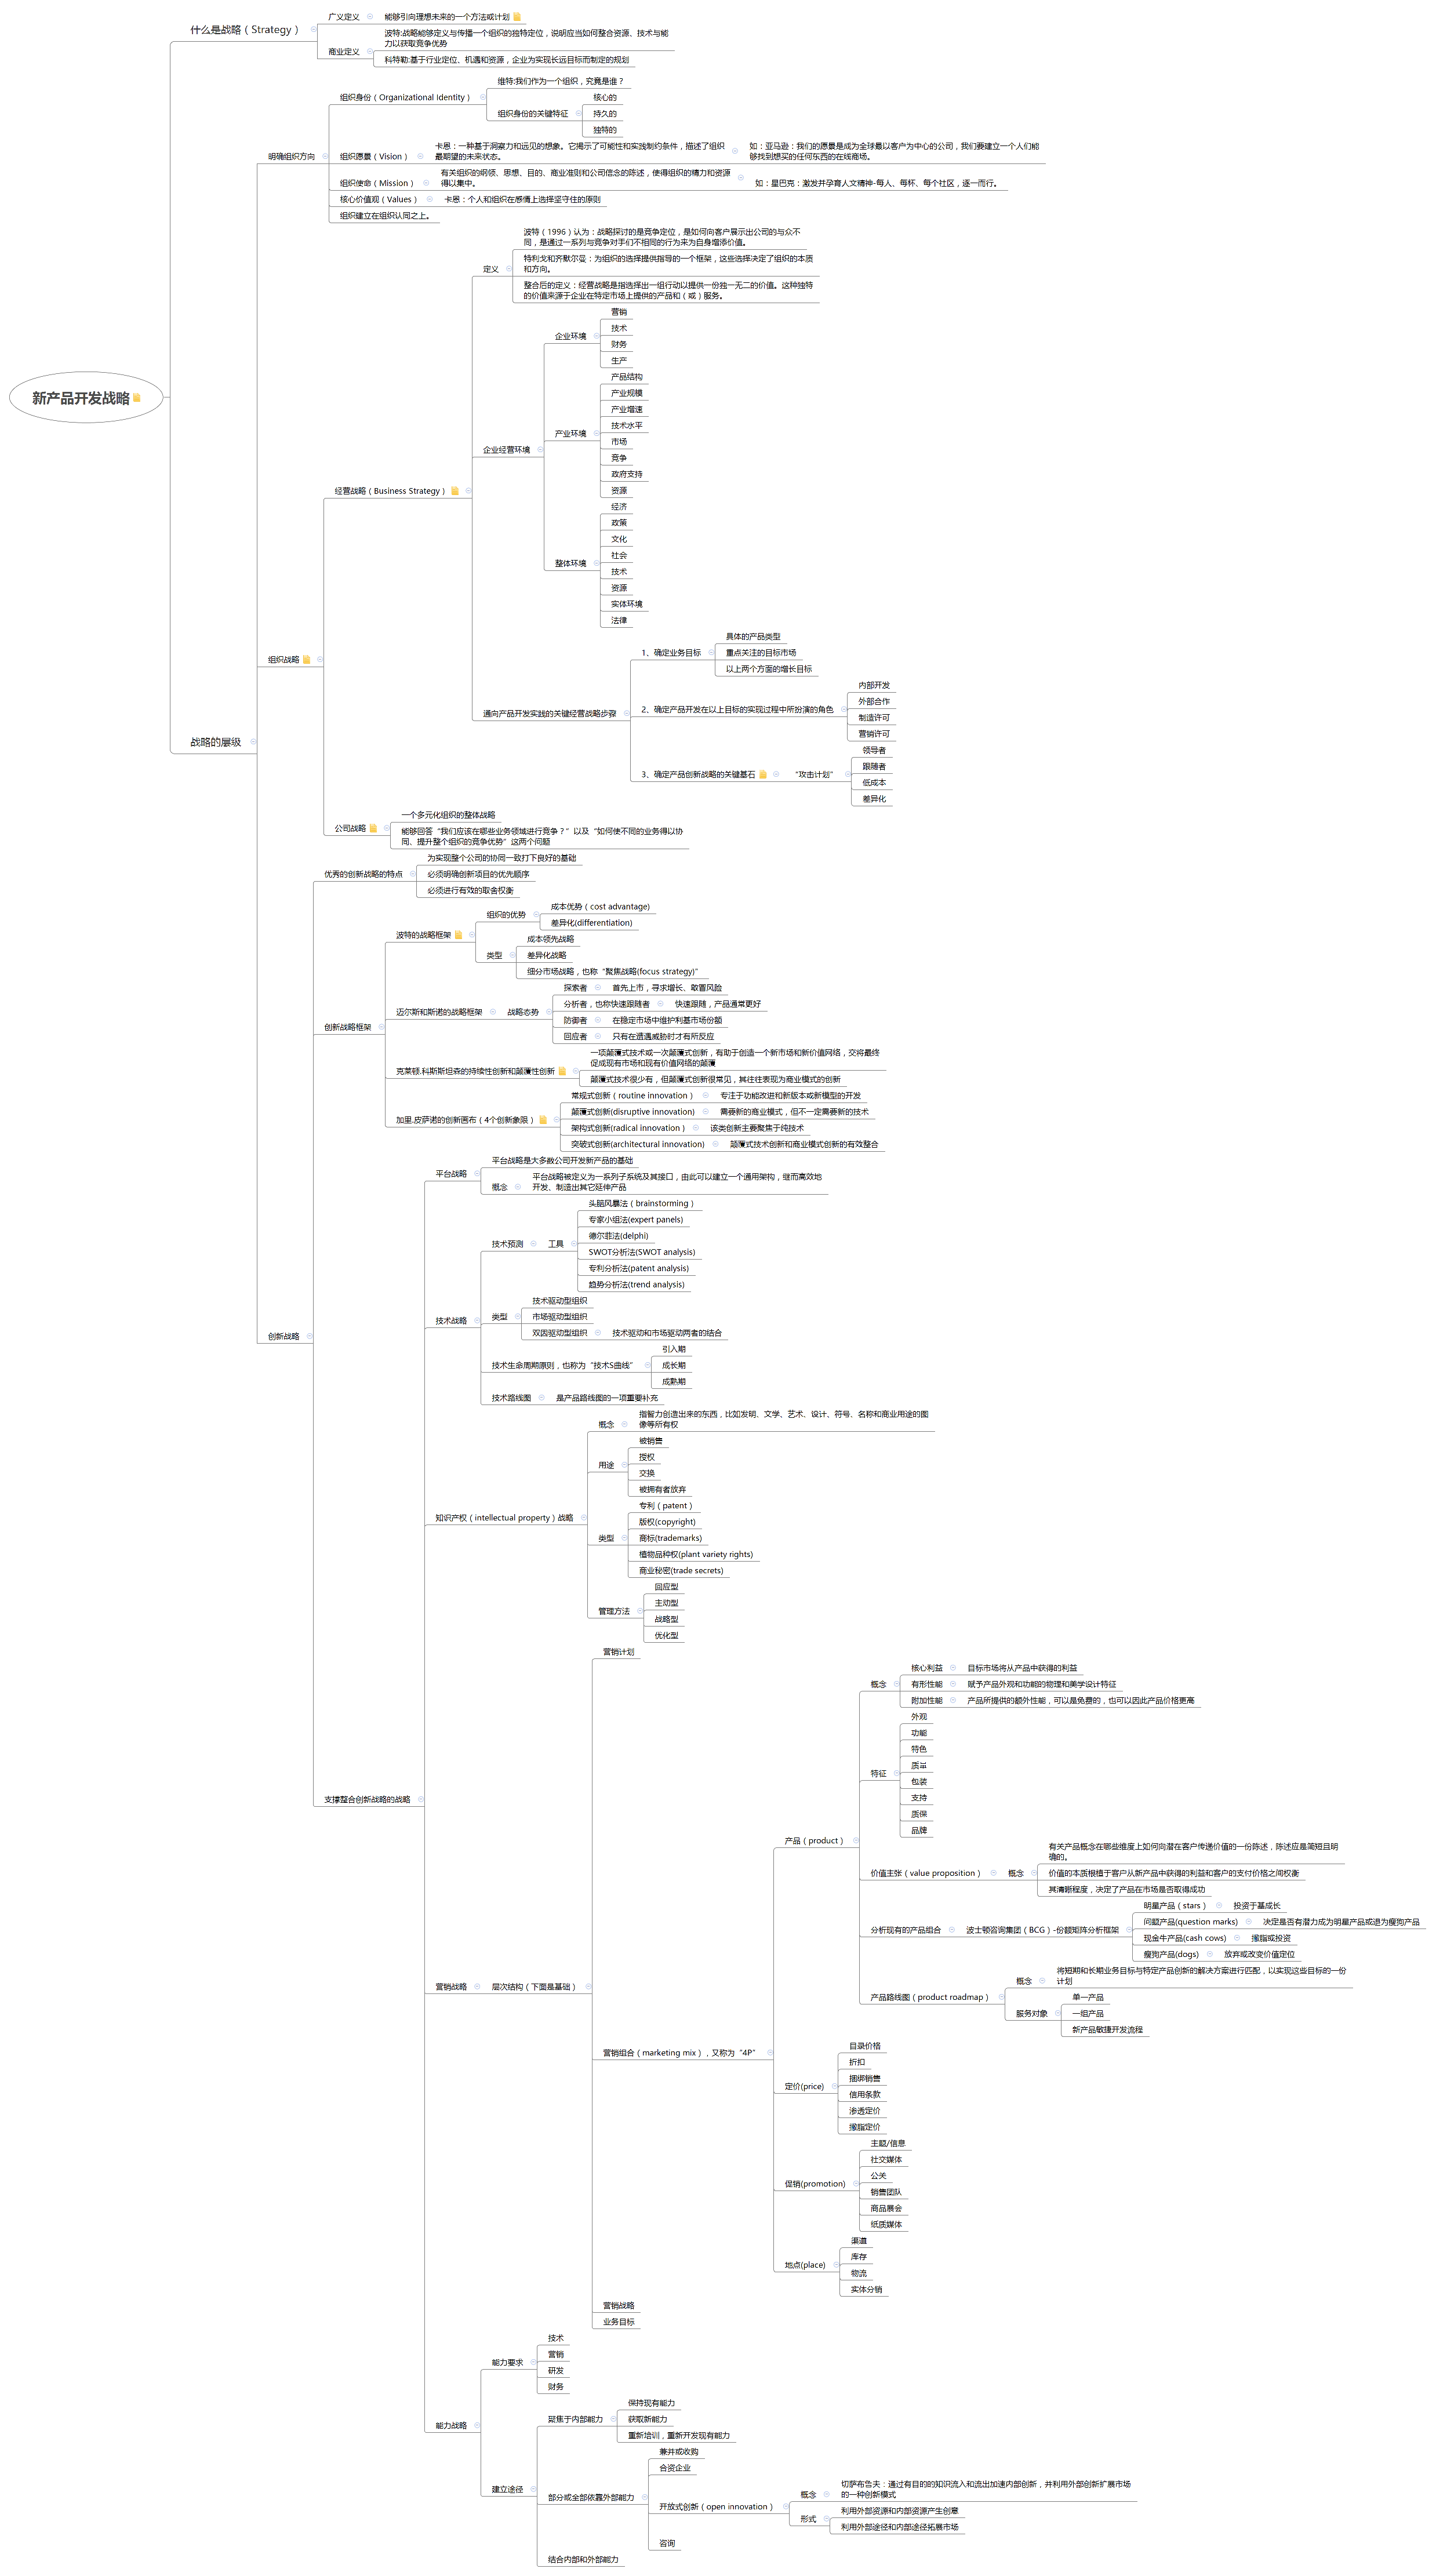 新产品开发战略
什么是战略（Strategy）
广义定义
能够引向理想未来的一个方法或计划
商业定义
波特:战略能够定义与传播一个组织的独特定位，说明应当如何整合资源、技术与能
力以获取竞争优势
科特勒:基于行业定位、机遇和资源，企业为实现长远目标而制定的规划
战略的层级
明确组织方向
组织身份（Organizational Identity）
维特:我们作为一个组织，究竟是谁？
组织身份的关键特征
核心的
持久的
独特的
组织愿景（Vision）
卡恩：一种基于洞察力和远见的想象。它揭示了可能性和实践制约条件，描述了组织
最期望的未来状态。
如：亚马逊：我们的愿景是成为全球最以客户为中心的公司，我们要建立一个人们能
够找到想买的任何东西的在线商场。
组织使命（Mission）
有关组织的纲领、思想、目的、商业准则和公司信念的陈述，使得组织的精力和资源
得以集中。
如：星巴克：激发并孕育人文精神-每人、每杯、每个社区，逐一而行。
核心价值观（Values）
卡恩：个人和组织在感情上选择坚守住的原则
组织建立在组织认同之上。
组织战略
经营战略（Business Strategy）
定义
波特（1996）认为：战略探讨的是竞争定位，是如何向客户展示出公司的与众不
同，是通过一系列与竞争对手们不相同的行为来为自身增添价值。
特利戈和齐默尔曼：为组织的选择提供指导的一个框架，这些选择决定了组织的本质
和方向。
整合后的定义：经营战略是指选择出一组行动以提供一份独一无二的价值。这种独特
的价值来源于企业在特定市场上提供的产品和（或）服务。
企业经营环境
企业环境
营销
技术
财务
生产
产业环境
产品结构
产业规模
产业增速
技术水平
市场
竞争
政府支持
资源
整体环境
经济
政策
文化
社会
技术
资源
实体环境
法律
通向产品开发实践的关键经营战略步骤
1、确定业务目标
具体的产品类型
重点关注的目标市场
以上两个方面的增长目标
2、确定产品开发在以上目标的实现过程中所扮演的角色
内部开发
外部合作
制造许可
营销许可
3、确定产品创新战略的关键基石
“攻击计划”
领导者
跟随者
低成本
差异化
公司战略
一个多元化组织的整体战略
能够回答“我们应该在哪些业务领域进行竞争？”以及“如何使不同的业务得以协
同、提升整个组织的竞争优势”这两个问题
创新战略
优秀的创新战略的特点
为实现整个公司的协同一致打下良好的基础
必须明确创新项目的优先顺序
必须进行有效的取舍权衡
创新战略框架
波特的战略框架
组织的优势
成本优势（cost advantage)
差异化(differentiation)
类型
成本领先战略
差异化战略
细分市场战略，也称“聚焦战略(focus strategy)”
迈尔斯和斯诺的战略框架
战略态势
探索者
首先上市，寻求增长、敢冒风险
分析者，也称快速跟随者
快速跟随，产品通常更好
防御者
在稳定市场中维护利基市场份额
回应者
只有在遭遇威胁时才有所反应
克莱顿.科斯斯坦森的持续性创新和颠覆性创新
一项颠覆式技术或一次颠覆式创新，有助于创造一个新市场和新价值网络，交将最终
促成现有市场和现有价值网络的颠覆
颠覆式技术很少有，但颠覆式创新很常见，其往往表现为商业模式的创新
加里.皮萨诺的创新画布（4个创新象限）
常规式创新（routine innovation）
专注于功能改进和新版本或新模型的开发
颠覆式创新(disruptive innovation)
需要新的商业模式，但不一定需要新的技术
架构式创新(radical innovation）
该类创新主要聚焦于纯技术
突破式创新(architectural innovation)
颠覆式技术创新和商业模式创新的有效整合
支撑整合创新战略的战略
平台战略
平台战略是大多数公司开发新产品的基础
概念
平台战略被定义为一系列子系统及其接口，由此可以建立一个通用架构，继而高效地
开发、制造出其它延伸产品
技术战略
技术预测
工具
头脑风暴法（brainstorming）
专家小组法(expert panels)
德尔菲法(delphi)
SWOT分析法(SWOT analysis)
专利分析法(patent analysis)
趋势分析法(trend analysis)
类型
技术驱动型组织
市场驱动型组织
双因驱动型组织
技术驱动和市场驱动两者的结合
技术生命周期原则，也称为“技术S曲线”
引入期
成长期
成熟期
技术路线图
是产品路线图的一项重要补充
知识产权（intellectual property）战略
概念
指智力创造出来的东西，比如发明、文学、艺术、设计、符号、名称和商业用途的图
像等所有权
用途
被销售
授权
交换
被拥有者放弃
类型
专利（patent）
版权(copyright)
商标(trademarks)
植物品种权(plant variety rights)
商业秘密(trade secrets)
管理方法
回应型
主动型
战略型
优化型
营销战略
层次结构（下面是基础）
营销计划
营销组合（marketing mix），又称为“4P”
产品（product）
概念
核心利益
目标市场将从产品中获得的利益
有形性能
赋予产品外观和功能的物理和美学设计特征
附加性能
产品所提供的额外性能，可以是免费的，也可以因此产品价格更高
特征
外观
功能
特色
质量
包装
支持
质保
品牌
价值主张（value proposition）
概念
有关产品概念在哪些维度上如何向潜在客户传递价值的一份陈述，陈述应是简短且明
确的。
价值的本质根植于客户从新产品中获得的利益和客户的支付价格之间权衡
其清晰程度，决定了产品在市场是否取得成功
分析现有的产品组合
波士顿咨询集团（BCG）-份额矩阵分析框架
明星产品（stars）
投资于基成长
问题产品(question marks)
决定是否有潜力成为明星产品或退为瘦狗产品
现金牛产品(cash cows)
撇脂或投资
瘦狗产品(dogs)
放弃或改变价值定位
产品路线图（product roadmap）
概念
将短期和长期业务目标与特定产品创新的解决方案进行匹配，以实现这些目标的一份
计划
服务对象
单一产品
一组产品
新产品敏捷开发流程
定价(price)
目录价格
折扣
捆绑销售
信用条款
渗透定价
撇脂定价
促销(promotion)
主题/信息
社交媒体
公关
销售团队
商品展会
纸质媒体
地点(place)
渠道
库存
物流
实体分销
营销战略
业务目标
能力战略
能力要求
技术
营销
研发
财务
建立途径
聚焦于内部能力
保持现有能力
获取新能力
重新培训，重新开发现有能力
部分或全部依靠外部能力
兼并或收购
合资企业
开放式创新（open innovation）
概念
切萨布鲁夫：通过有目的的知识流入和流出加速内部创新，并利用外部创新扩展市场
的一种创新模式
形式
利用外部资源和内部资源产生创意
利用外部途径和内部途径拓展市场
咨询
结合内部和外部能力